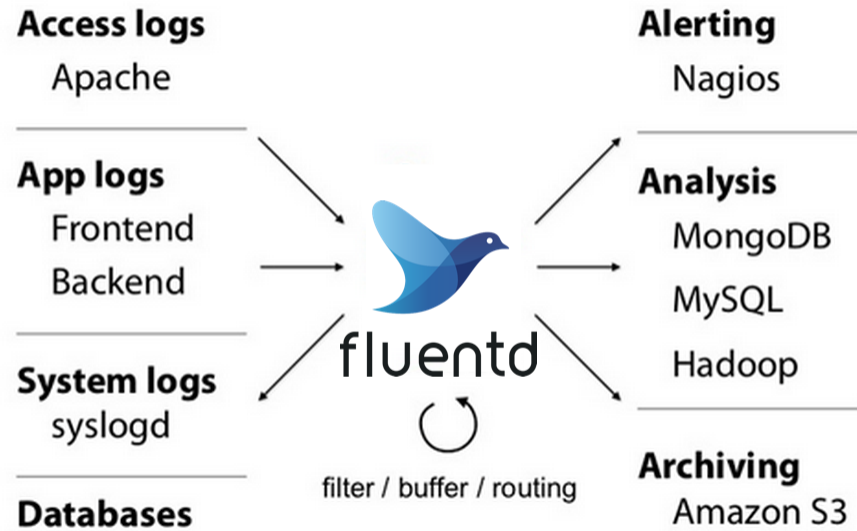 Access logs
Apache
App logs
Frontend
Backend
System logs
syslogd
Databases
fluentd
filter / buffer / routing
Alerting
Nagios
Analysis
MongoDB
MySQL
Hadoop
Archiving
Amazon S3